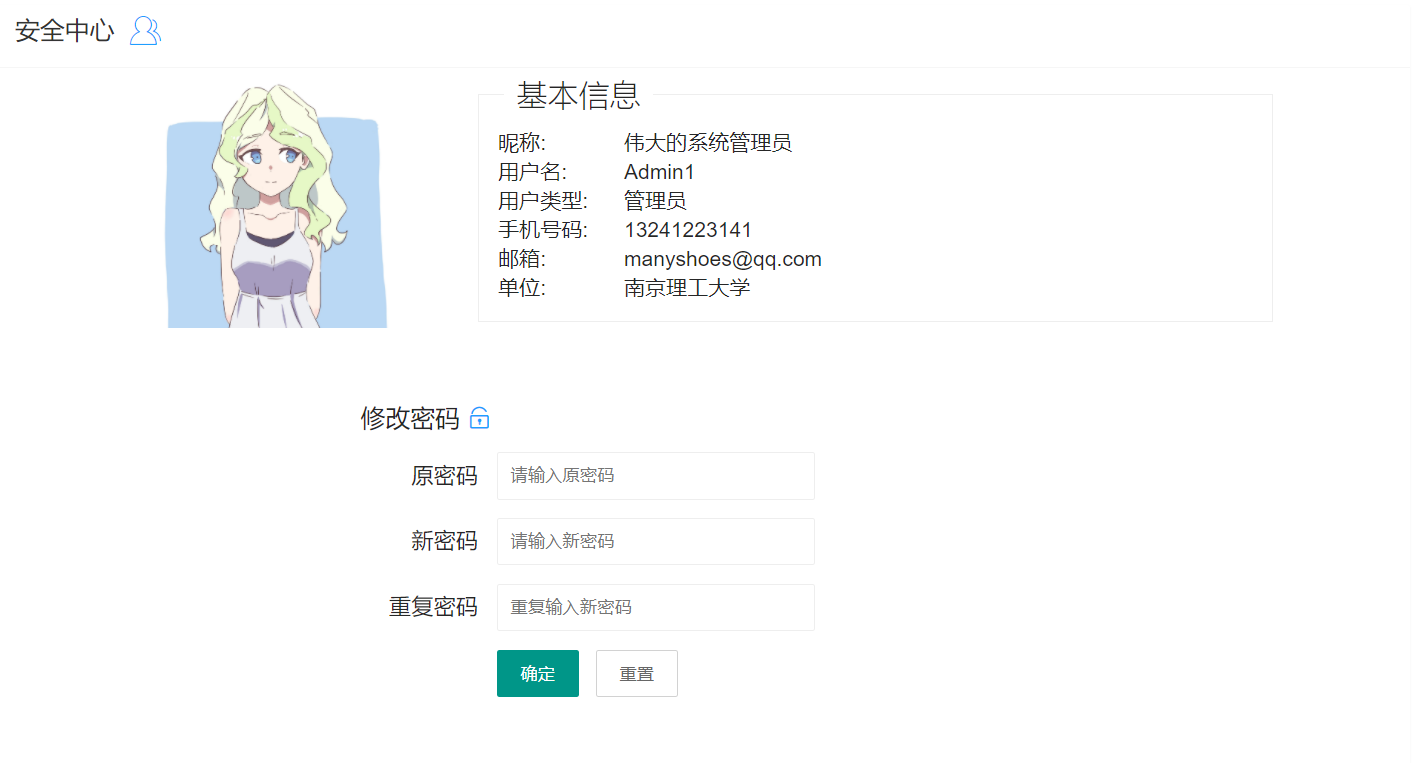 安全中心
基本信息
昵称: 伟大的系统管理员
用户名: Admin1
用户类型: 管理员
手机号码: 13241223141
邮箱: manyshoes@qq.com
单位: 南京理工大学
修改密码
原密码 请输入原密码
新密码 请输入新密码
重复密码 重复输入新密码
确定 重置